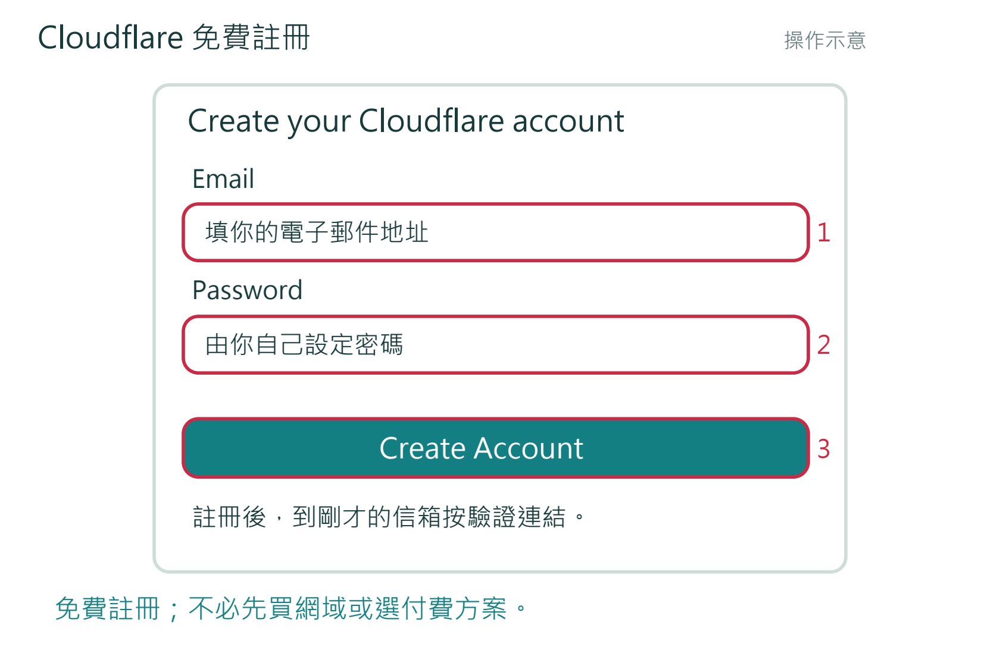 Cloudflare 免費註冊
操作示意
Create your Cloudflare account
Email
填你的電子郵件地址
1
Password
由你自己設定密碼
2
Create Account
3
註冊後，到剛才的信箱按驗證連結。
免費註冊；不必先買網域或選付費方案。